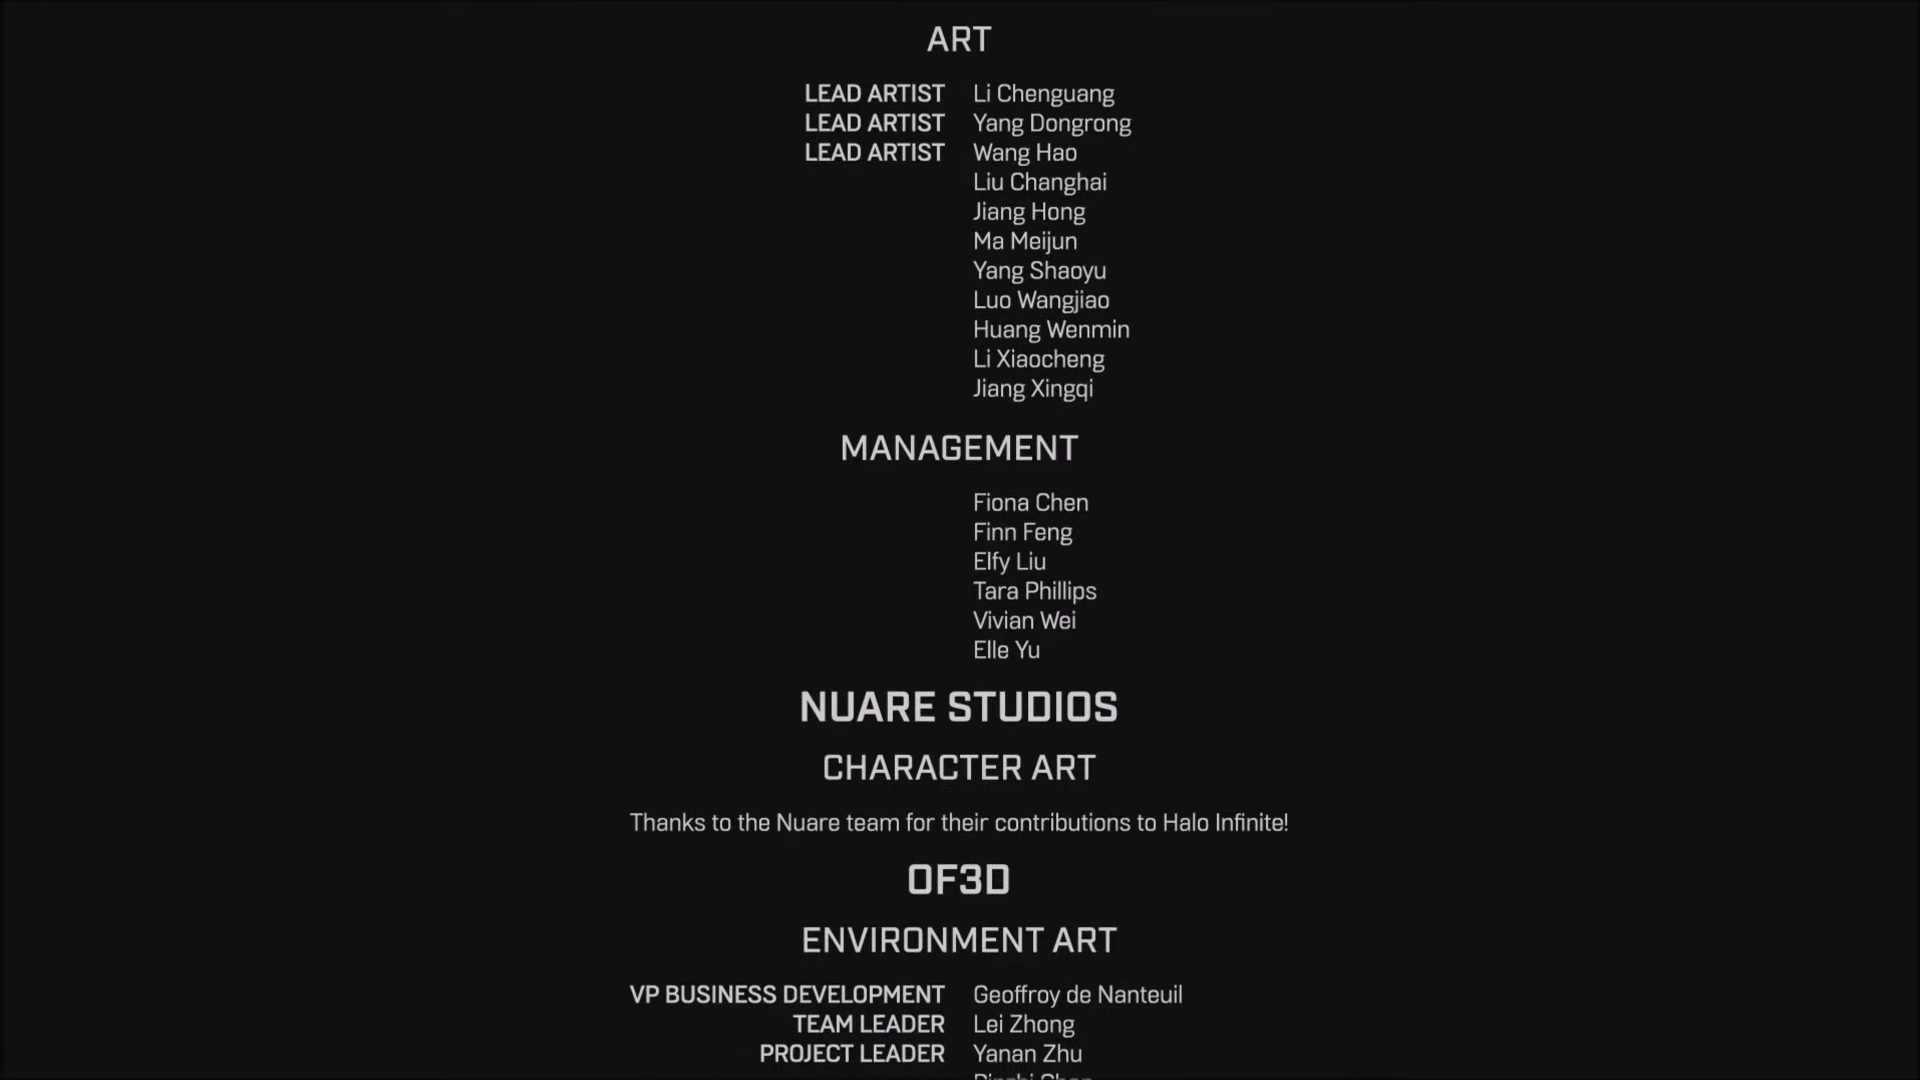 ART
LEAD ARTIST Li Chenguang
LEAD ARTIST Yang Dongrong
LEAD ARTIST Wang Hao
Liu Changhai
Jiang Hong
Ma Meijun
Yang Shaoyu
Luo Wangjiao
Huang Wenmin
Li Xiaocheng
Jiang Xingqi
MANAGEMENT
Fiona Chen
Finn Feng
Elfy Liu
Tara Phillips
Vivian Wei
Elle Yu
NUARE STUDIOS
CHARACTER ART
Thanks to the Nuare team for their contributions to Halo Infinite!
OF3D
ENVIRONMENT ART
VP BUSINESS DEVELOPMENT Geoffroy de Nanteuil
TEAM LEADER Lei Zhong
PROJECT LEADER Yanan Zhu